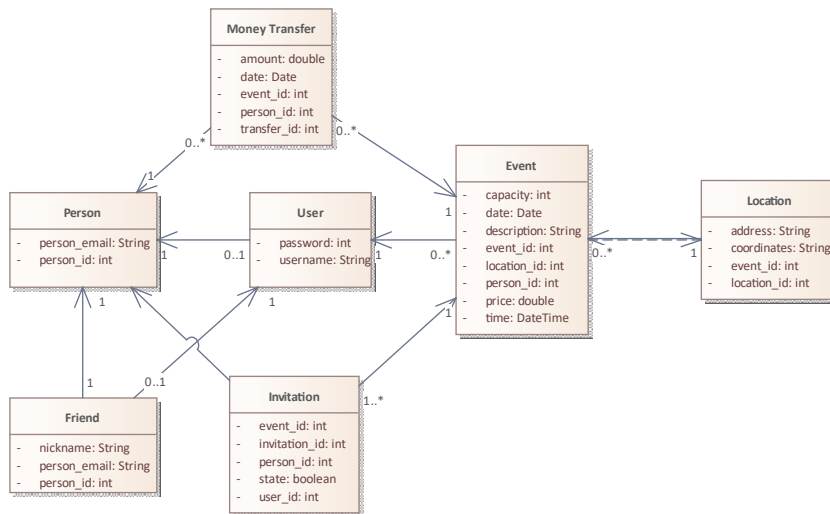 Money Transfer
- amount: double
- date: Date
- event_id: int
- person_id: int
- transfer_id: int
0..*
0..*
1
1
Person
- person_email: String
- person_id: int
1
0..1
User
- password: int
- username: String
1
0..*
Event
- capacity: int
- date: Date
- description: String
- event_id: int
- location_id: int
- person_id: int
- price: double
- time: DateTime
0..*
1
Location
- address: String
- coordinates: String
- event_id: int
- location_id: int
1
1
1
1
0..1
1..*
Friend
- nickname: String
- person_email: String
- person_id: int
Invitation
- event_id: int
- invitation_id: int
- person_id: int
- state: boolean
- user_id: int